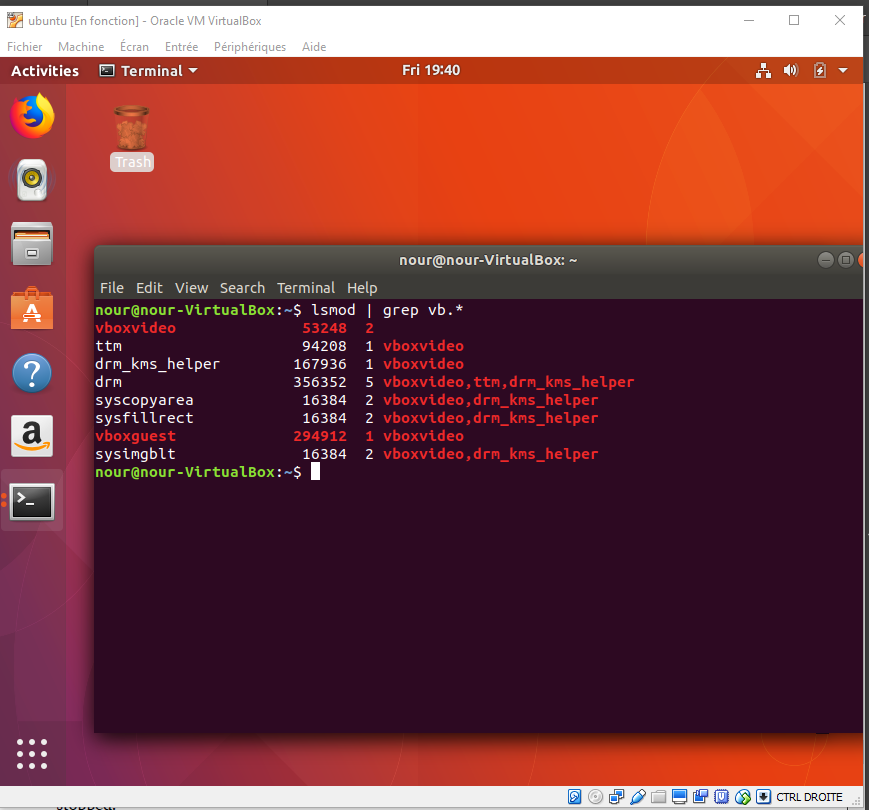 ubuntu [En fonction] - Oracle VM VirtualBox
Fichier Machine Écran Entrée Périphériques Aide
Activities Terminal Fri 19:40
Trash
nour@nour-VirtualBox: ~
File Edit View Search Terminal Help
nour@nour-VirtualBox:~$ lsmod | grep vb.*
vboxvideo 53248 2
ttm 94208 1 vboxvideo
drm_kms_helper 167936 1 vboxvideo
drm 356352 5 vboxvideo,ttm,drm_kms_helper
syscopyarea 16384 2 vboxvideo,drm_kms_helper
sysfillrect 16384 2 vboxvideo,drm_kms_helper
vboxguest 294912 1 vboxvideo
sysimgblt 16384 2 vboxvideo,drm_kms_helper
nour@nour-VirtualBox:~$
CTRL DROITE